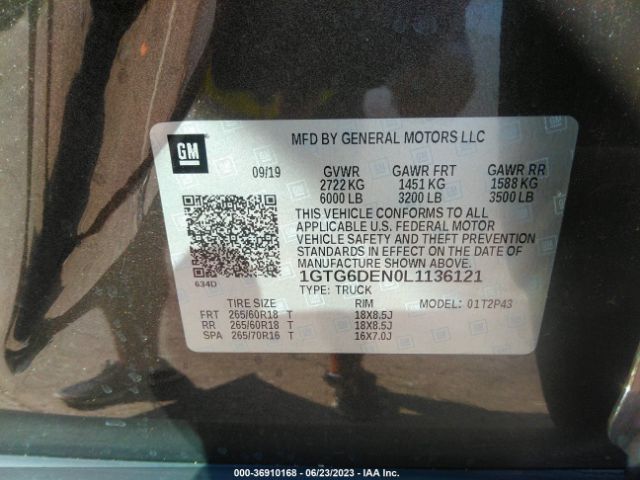 GM
MFD BY GENERAL MOTORS LLC
09/19 GVWR GAWR FRT GAWR RR
2722 KG 1451 KG 1588 KG
6000 LB 3200 LB 3500 LB
THIS VEHICLE CONFORMS TO ALL
APPLICABLE U.S. FEDERAL MOTOR
VEHICLE SAFETY AND THEFT PREVENTION
STANDARDS IN EFFECT ON THE DATE OF
MANUFACTURE SHOWN ABOVE.
634D 1GTG6DEN0L1136121
TYPE: TRUCK
TIRE SIZE RIM MODEL: 01T2P43
FRT 265/60R18 T 18X8.5J
RR 265/60R18 T 18X8.5J
SPA 265/70R16 T 16X7.0J
000-36910168 - 06/23/2023 - IAA Inc.